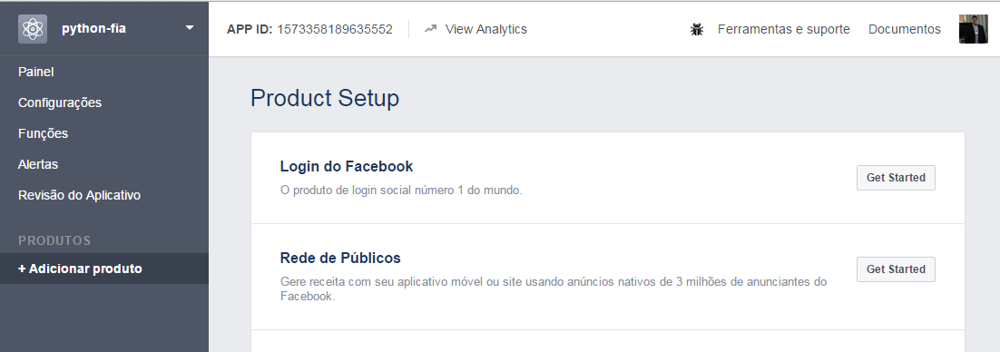 python-fia
APP ID: 1573358189635552
View Analytics
Ferramentas e suporte
Documentos
Painel
Configurações
Funções
Alertas
Revisão do Aplicativo
PRODUTOS
+ Adicionar produto
Product Setup
Login do Facebook
O produto de login social número 1 do mundo.
Get Started
Rede de Públicos
Gere receita com seu aplicativo móvel ou site usando anúncios nativos de 3 milhões de anunciantes do
Facebook.
Get Started